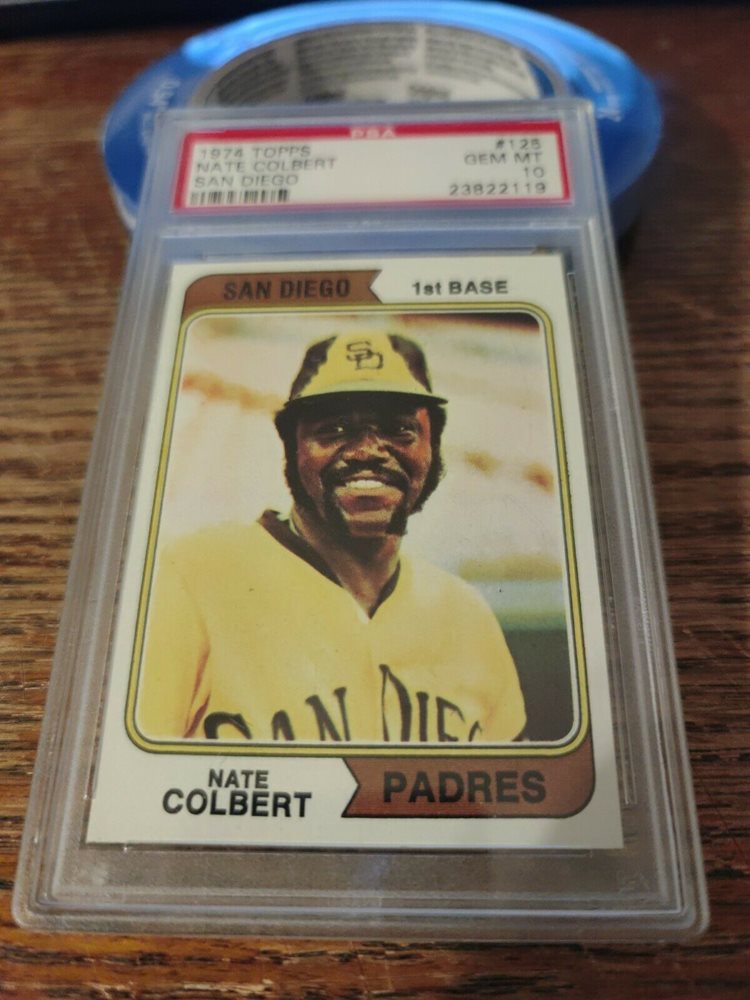 PSA
1974 TOPPS #125
NATE COLBERT GEM MT
SAN DIEGO 10
23822119
SAN DIEGO 1st BASE
SD
SAN DIEG
NATE
COLBERT
PADRES